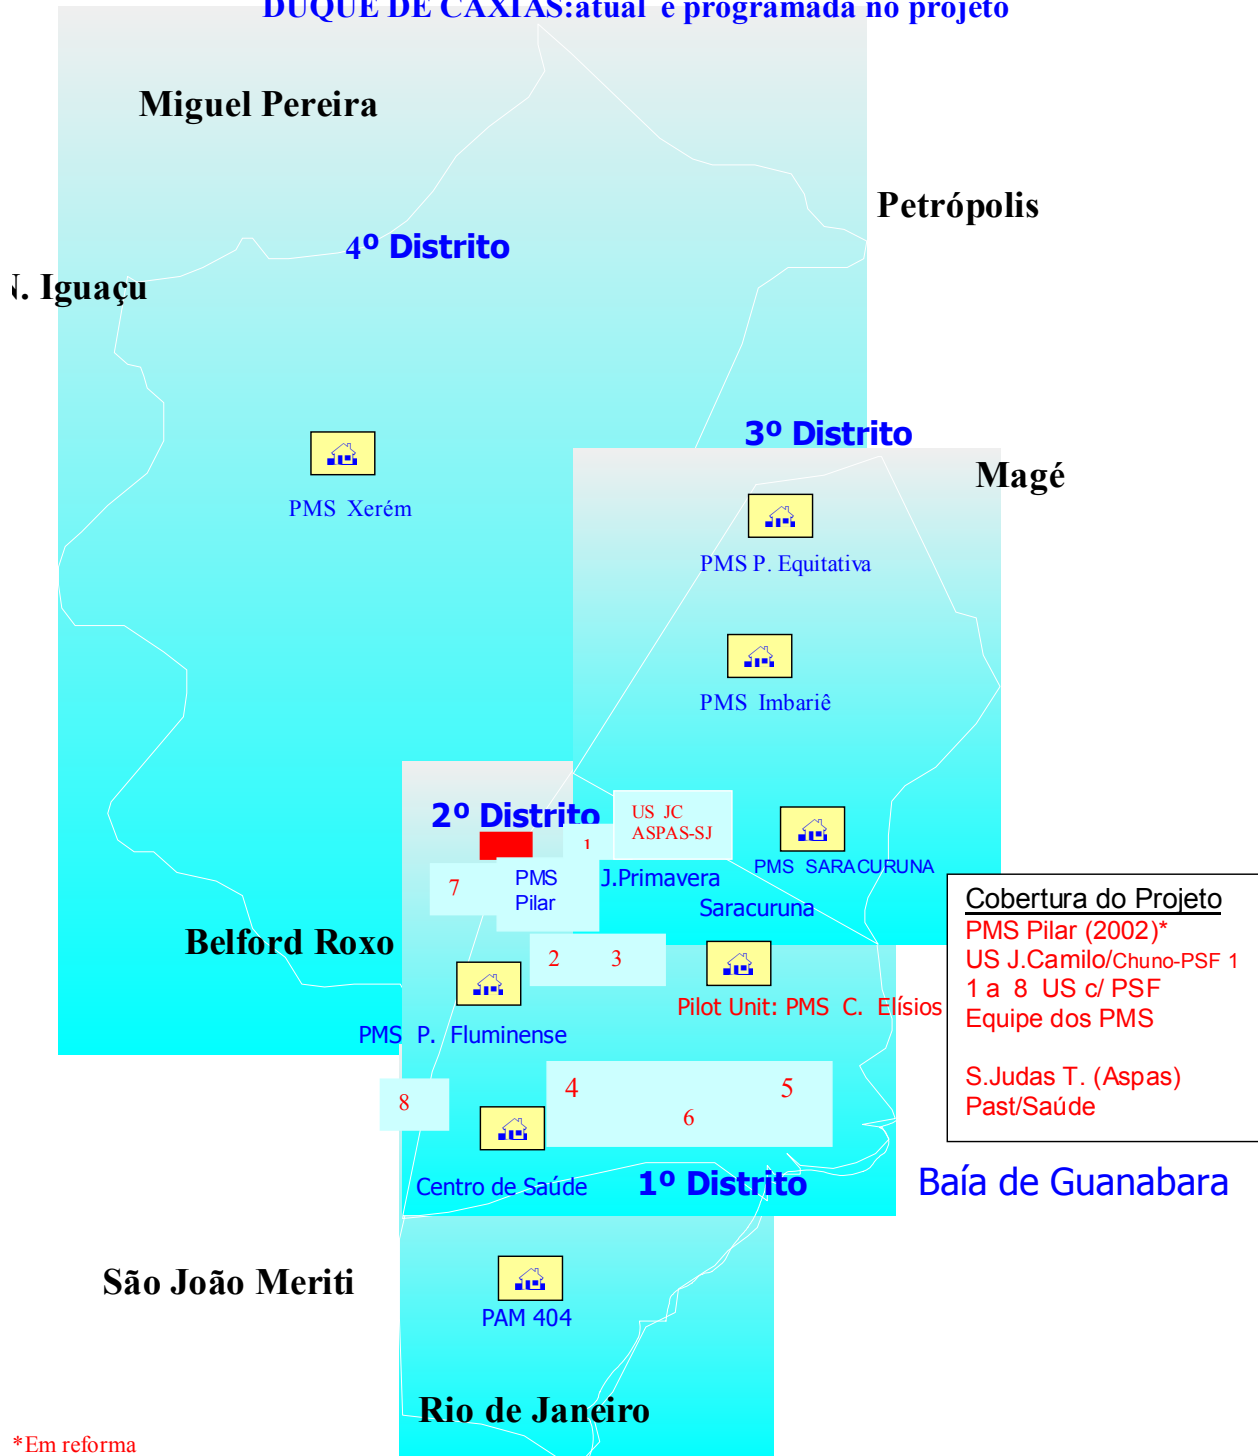 DUQUE DE CAXIAS:atual e programada no projeto
Miguel Pereira
Petrópolis
4º Distrito
N. Iguaçu
3º Distrito
Magé
PMS Xerém
PMS P. Equitativa
PMS Imbariê
2º Distrito
US JC
ASPAS-SJ
1
PMS SARACURUNA
7
PMS
Pilar
J.Primavera
Saracuruna
Cobertura do Projeto
PMS Pilar (2002)*
US J.Camilo/Chuno-PSF 1
1 a 8 US c/ PSF
Equipe dos PMS
S.Judas T. (Aspas)
Past/Saúde
Belford Roxo
2 3
Pilot Unit: PMS C. Elísios
PMS P. Fluminense
4 5
6
8
Centro de Saúde
1º Distrito
Baía de Guanabara
São João Meriti
PAM 404
Rio de Janeiro
*Em reforma